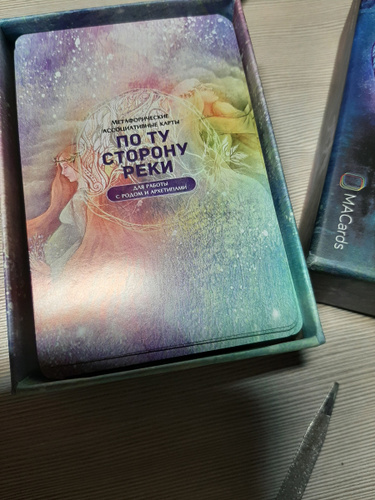 МЕТАФОРИЧЕСКИЕ
АССОЦИАТИВНЫЕ КАРТЫ
ПО ТУ
СТОРОНУ
РЕКИ
ДЛЯ РАБОТЫ
С РОДОМ И АРХЕТИПАМИ
MACards